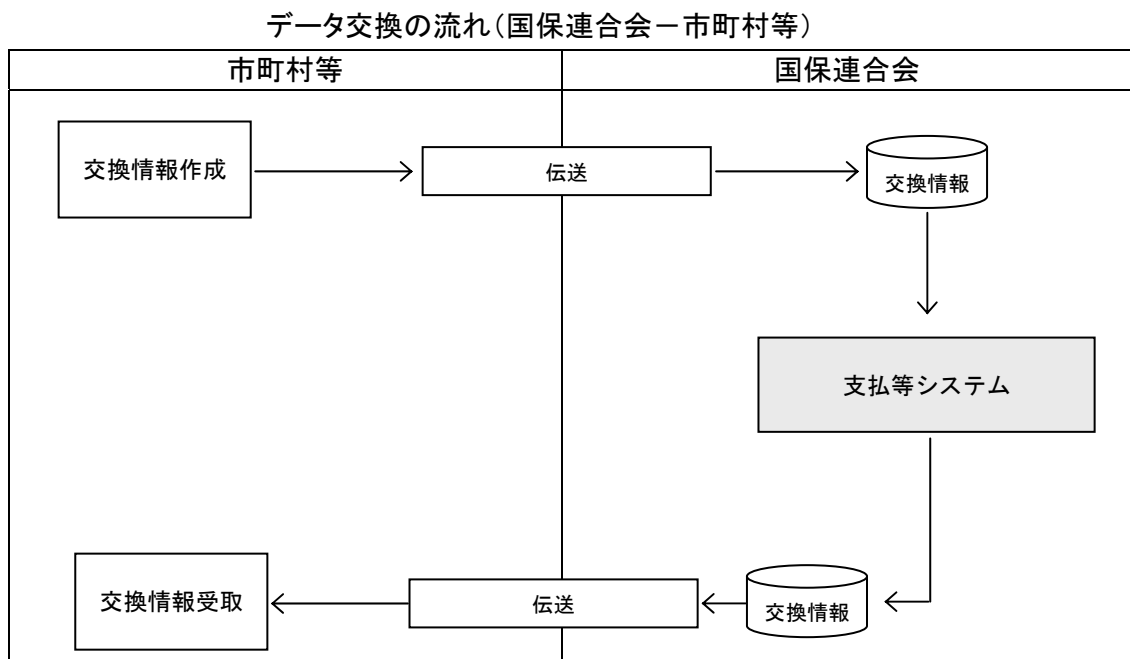 データ交換の流れ（国保連合会－市町村等）
市町村等
国保連合会
交換情報作成
伝送
交換情報
支払等システム
交換情報受取
伝送
交換情報